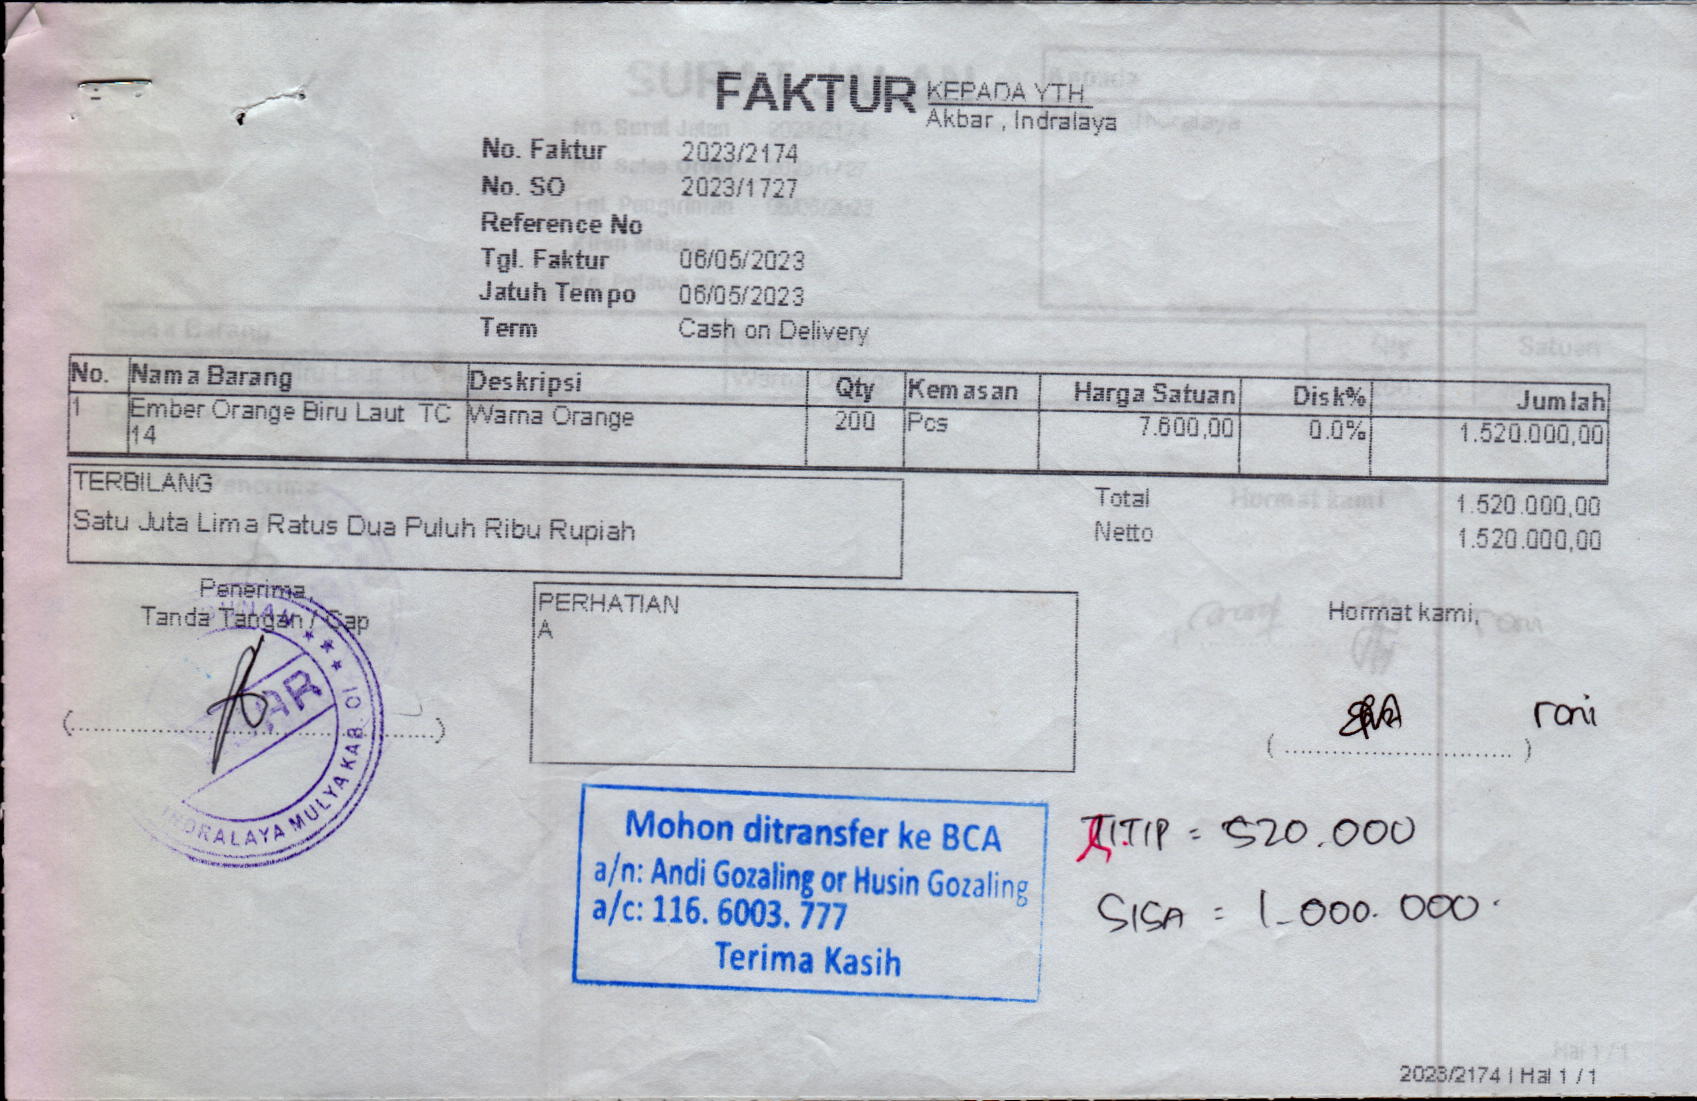 FAKTUR
KEPADA YTH
Akbar , Indralaya
No. Faktur 2023/2174
No. SO 2023/1727
Reference No
Tgl. Faktur 06/05/2023
Jatuh Tempo 06/05/2023
Term Cash on Delivery
No. Nama Barang Deskripsi Qty Kemasan Harga Satuan Disk% Jumlah
1 Ember Orange Biru Laut TC Warna Orange 200 Pcs 7.600,00 0.0% 1.520.000,00
14
TERBILANG
Satu Juta Lima Ratus Dua Puluh Ribu Rupiah
Total 1.520.000,00
Netto 1.520.000,00
Penerima,
Tanda Tangan / Cap
(..............................)
AR
INDRALAYA MULYA KAB. OI
PERHATIAN
A
Hormat kami,
roni
(..............................)
Mohon ditransfer ke BCA
a/n: Andi Gozaling or Husin Gozaling
a/c: 116. 6003. 777
Terima Kasih
TITIP = 520.000
SISA = 1_000.000.
2023/2174 | Hal 1 / 1